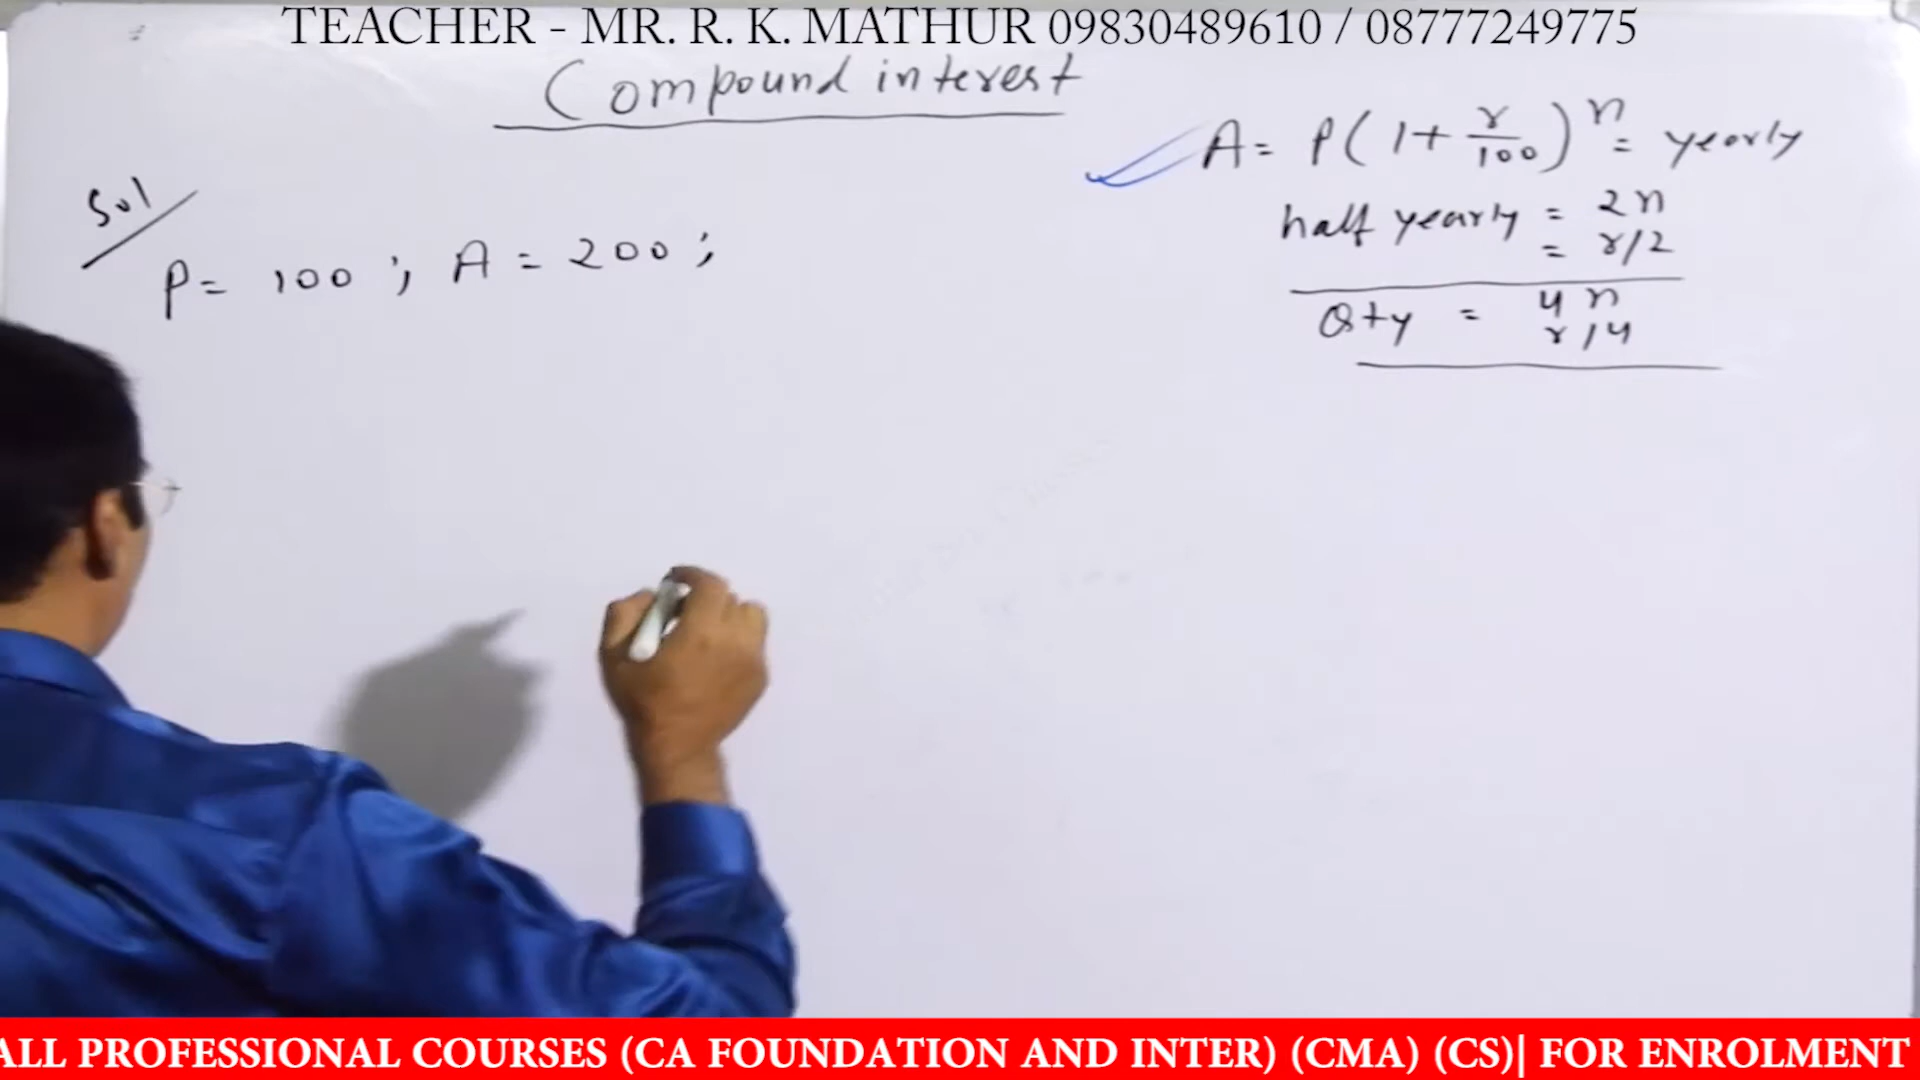 TEACHER - MR. R. K. MATHUR 09830489610 / 08777249775
Compound interest
A = P(1+ r/100)^n = yearly
half yearly = 2n
= r/2
Qty = 4n
r/4
Sol
P = 100 ; A = 200 ;
ALL PROFESSIONAL COURSES (CA FOUNDATION AND INTER) (CMA) (CS)| FOR ENROLMENT